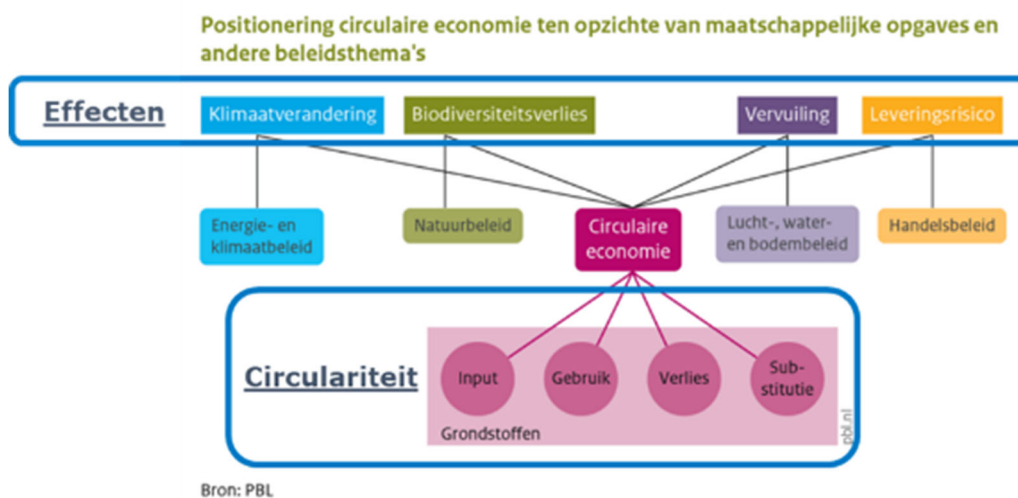 Positionering circulaire economie ten opzichte van maatschappelijke opgaves en
andere beleidsthema's
Effecten
Klimaatverandering
Biodiversiteitsverlies
Vervuiling
Leveringsrisico
Energie- en
klimaatbeleid
Natuurbeleid
Circulaire
economie
Lucht-, water-
en bodembeleid
Handelsbeleid
Circulariteit
Input
Gebruik
Verlies
Sub-
stitutie
Grondstoffen
pbl.nl
Bron: PBL